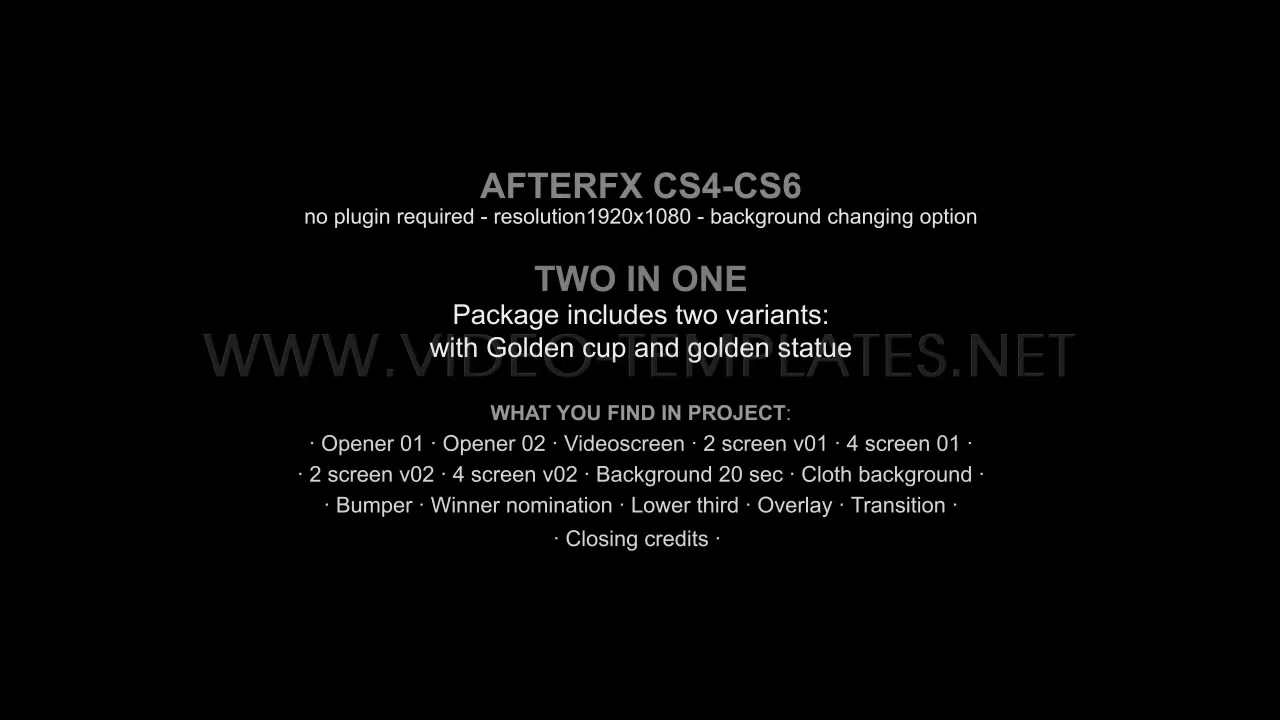 AFTERFX CS4-CS6
no plugin required - resolution1920x1080 - background changing option
TWO IN ONE
Package includes two variants:
with Golden cup and golden statue
WWW.VIDEO-TEMPLATES.NET
WHAT YOU FIND IN PROJECT:
· Opener 01 · Opener 02 · Videoscreen · 2 screen v01 · 4 screen 01 ·
· 2 screen v02 · 4 screen v02 · Background 20 sec · Cloth background ·
· Bumper · Winner nomination · Lower third · Overlay · Transition ·
· Closing credits ·